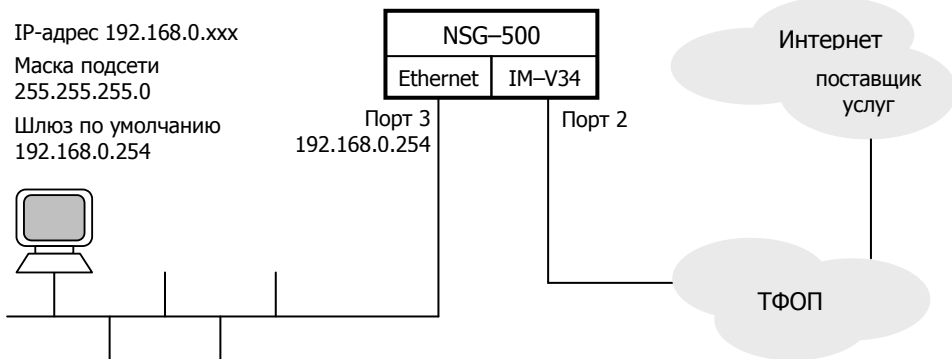 IP-адрес 192.168.0.xxx
Маска подсети
255.255.255.0
Шлюз по умолчанию
192.168.0.254
NSG–500
Ethernet
IM–V34
Порт 3
192.168.0.254
Порт 2
Интернет
поставщик
услуг
ТФОП